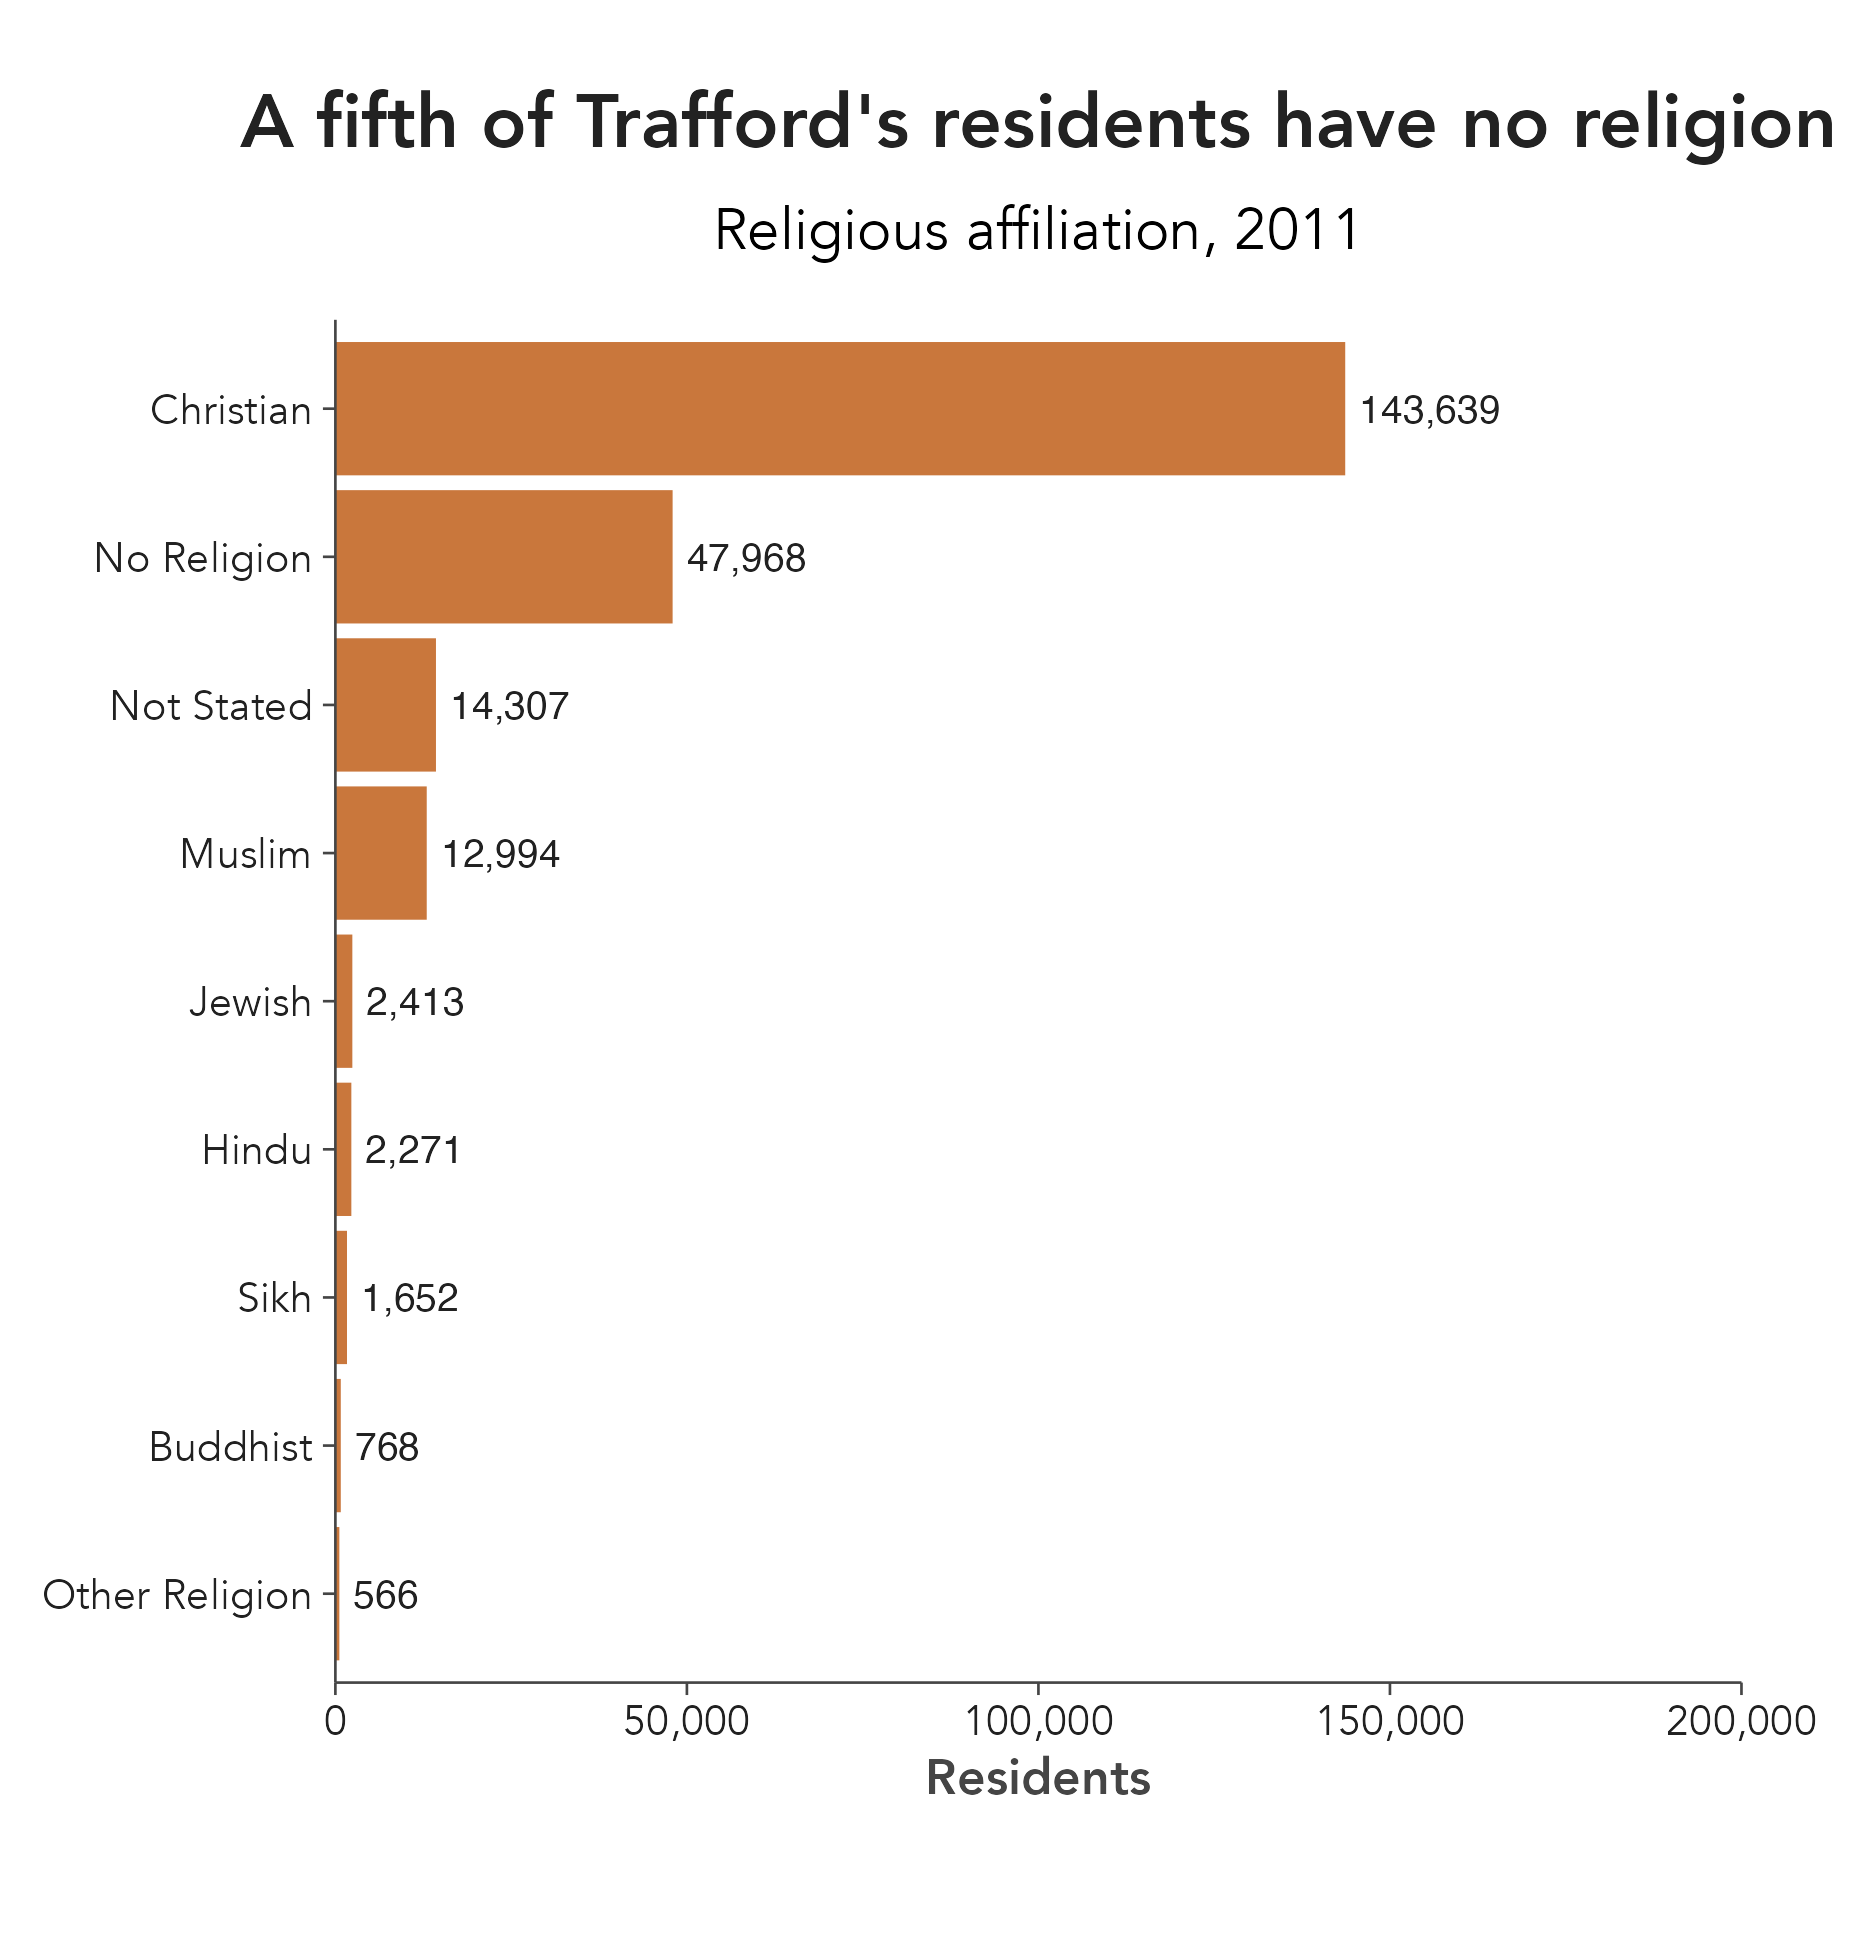 A fifth of Trafford's residents have no religion
Religious affiliation, 2011
Christian 143,639
No Religion 47,968
Not Stated 14,307
Muslim 12,994
Jewish 2,413
Hindu 2,271
Sikh 1,652
Buddhist 768
Other Religion 566
0 50,000 100,000 150,000 200,000
Residents